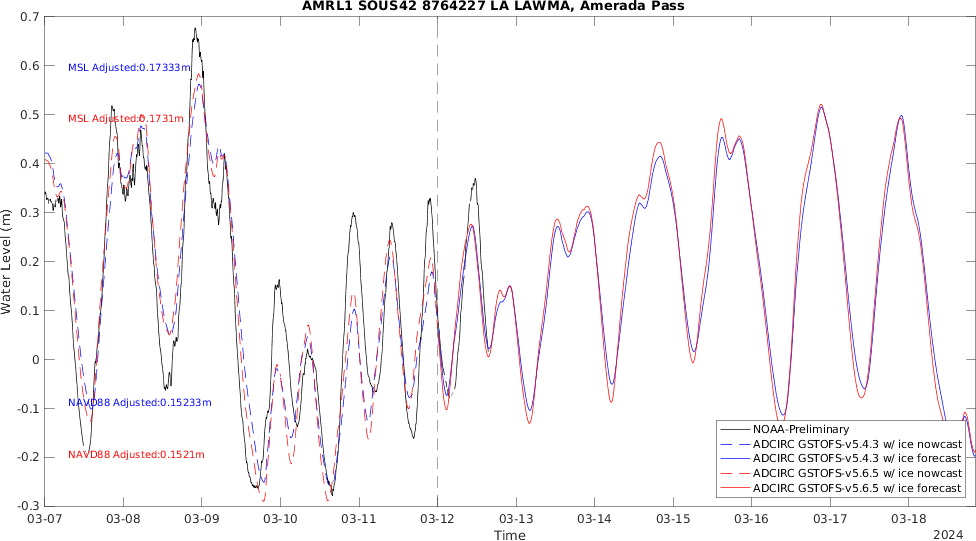 AMRL1 SOUS42 8764227 LA LAWMA, Amerada Pass
0.7
0.6
0.5
0.4
0.3
0.2
0.1
0
-0.1
-0.2
-0.3
Water Level (m)
MSL Adjusted:0.17333m
MSL Adjusted:0.1731m
NAVD88 Adjusted:0.15233m
NAVD88 Adjusted:0.1521m
NOAA-Preliminary
ADCIRC GSTOFS-v5.4.3 w/ ice nowcast
ADCIRC GSTOFS-v5.4.3 w/ ice forecast
ADCIRC GSTOFS-v5.6.5 w/ ice nowcast
ADCIRC GSTOFS-v5.6.5 w/ ice forecast
03-07 03-08 03-09 03-10 03-11 03-12 03-13 03-14 03-15 03-16 03-17 03-18
Time
2024